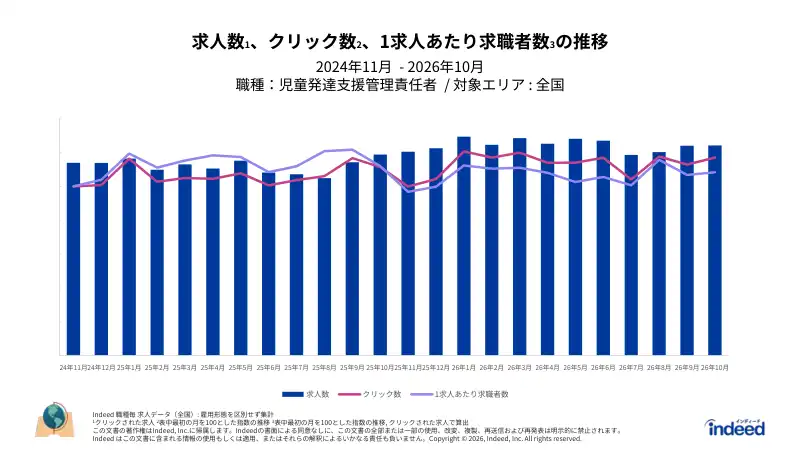 求人数1、クリック数2、1求人あたり求職者数3の推移
2024年11月 - 2026年10月
職種：児童発達支援管理責任者 / 対象エリア : 全国
24年11月 24年12月 25年1月 25年2月 25年3月 25年4月 25年5月 25年6月 25年7月 25年8月 25年9月 25年10月 25年11月 25年12月 26年1月 26年2月 26年3月 26年4月 26年5月 26年6月 26年7月 26年8月 26年9月 26年10月
求人数 クリック数 1求人あたり求職者数
Indeed 職種毎 求人データ（全国）: 雇用形態を区別せず集計
¹クリックされた求人 ²表中最初の月を100とした指数の推移 ³表中最初の月を100とした指数の推移, クリックされた求人で算出
この文書の著作権はIndeed, Inc.に帰属します。Indeedの書面による同意なしに、この文書の全部または一部の使用、改変、複製、再送信および再発表は明示的に禁止されます。
Indeed はこの文書に含まれる情報の使用もしくは適用、またはそれらの解釈によるいかなる責任も負いません。Copyright © 2026, Indeed, Inc. All rights reserved.
インディード
indeed